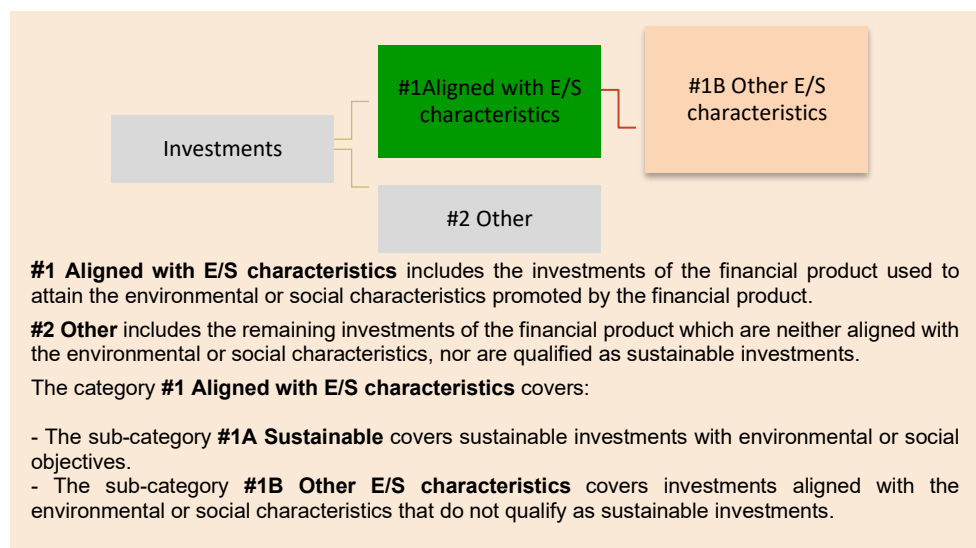 #1Aligned with E/S
characteristics
#1B Other E/S
characteristics
Investments
#2 Other
#1 Aligned with E/S characteristics includes the investments of the financial product used to
attain the environmental or social characteristics promoted by the financial product.
#2 Other includes the remaining investments of the financial product which are neither aligned with
the environmental or social characteristics, nor are qualified as sustainable investments.
The category #1 Aligned with E/S characteristics covers:
- The sub-category #1A Sustainable covers sustainable investments with environmental or social
objectives.
- The sub-category #1B Other E/S characteristics covers investments aligned with the
environmental or social characteristics that do not qualify as sustainable investments.